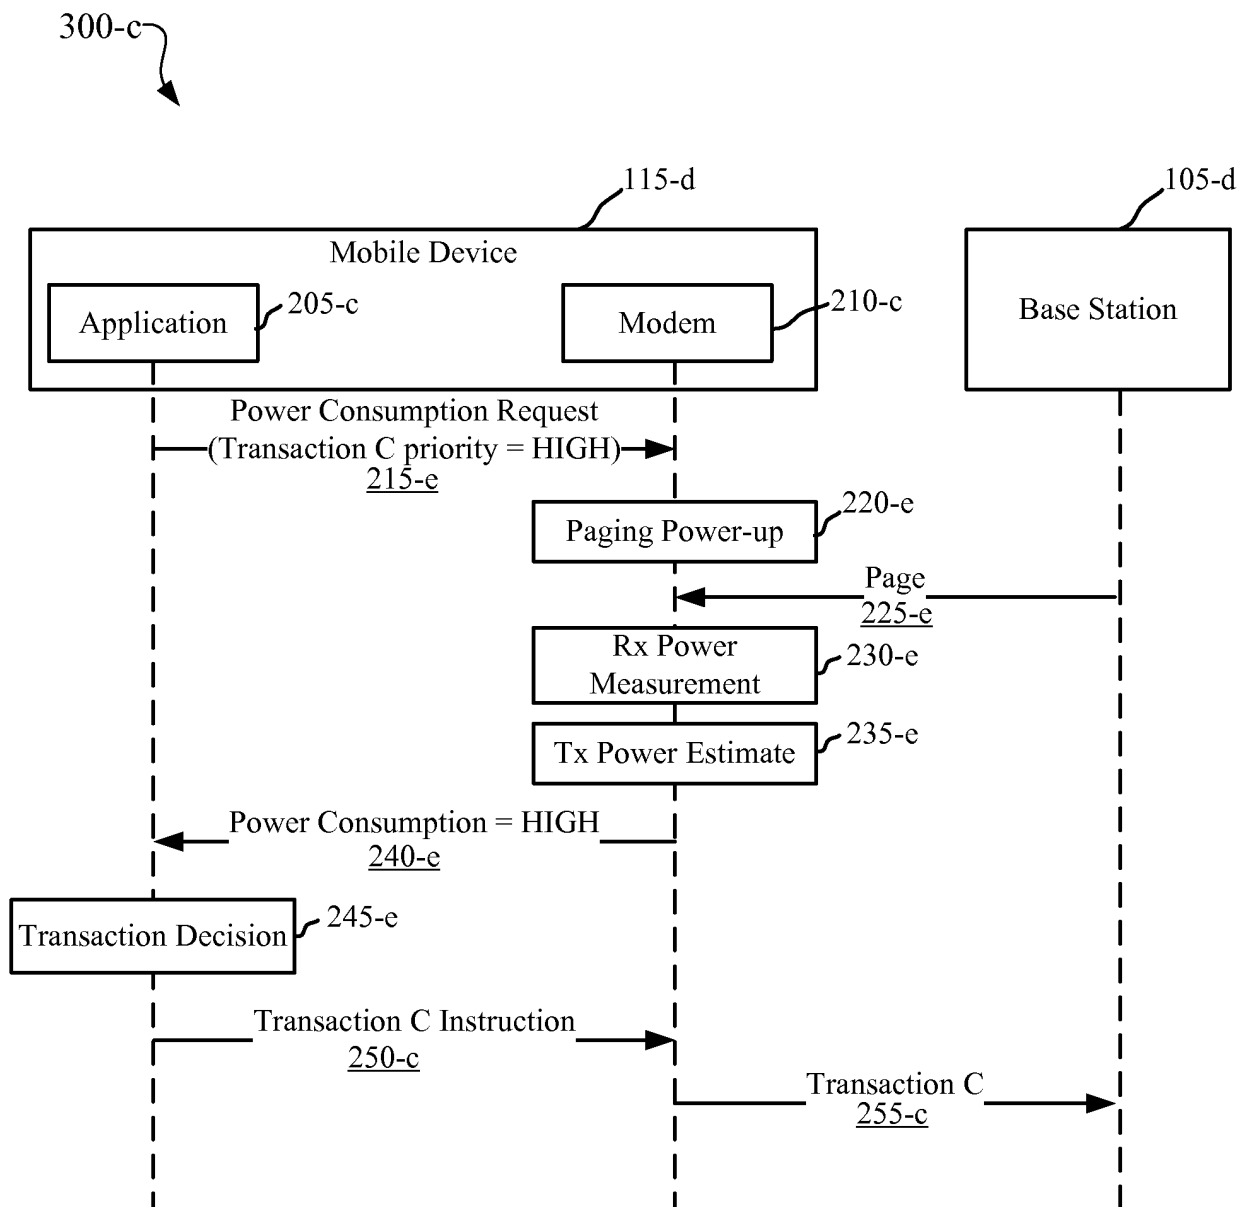 300-c
115-d
105-d
Mobile Device
Application
205-c
Modem
210-c
Base Station
Power Consumption Request
(Transaction C priority = HIGH)
215-e
220-e
Paging Power-up
Page
225-e
Rx Power
Measurement
230-e
Tx Power Estimate
235-e
Power Consumption = HIGH
240-e
Transaction Decision
245-e
Transaction C Instruction
250-c
Transaction C
255-c